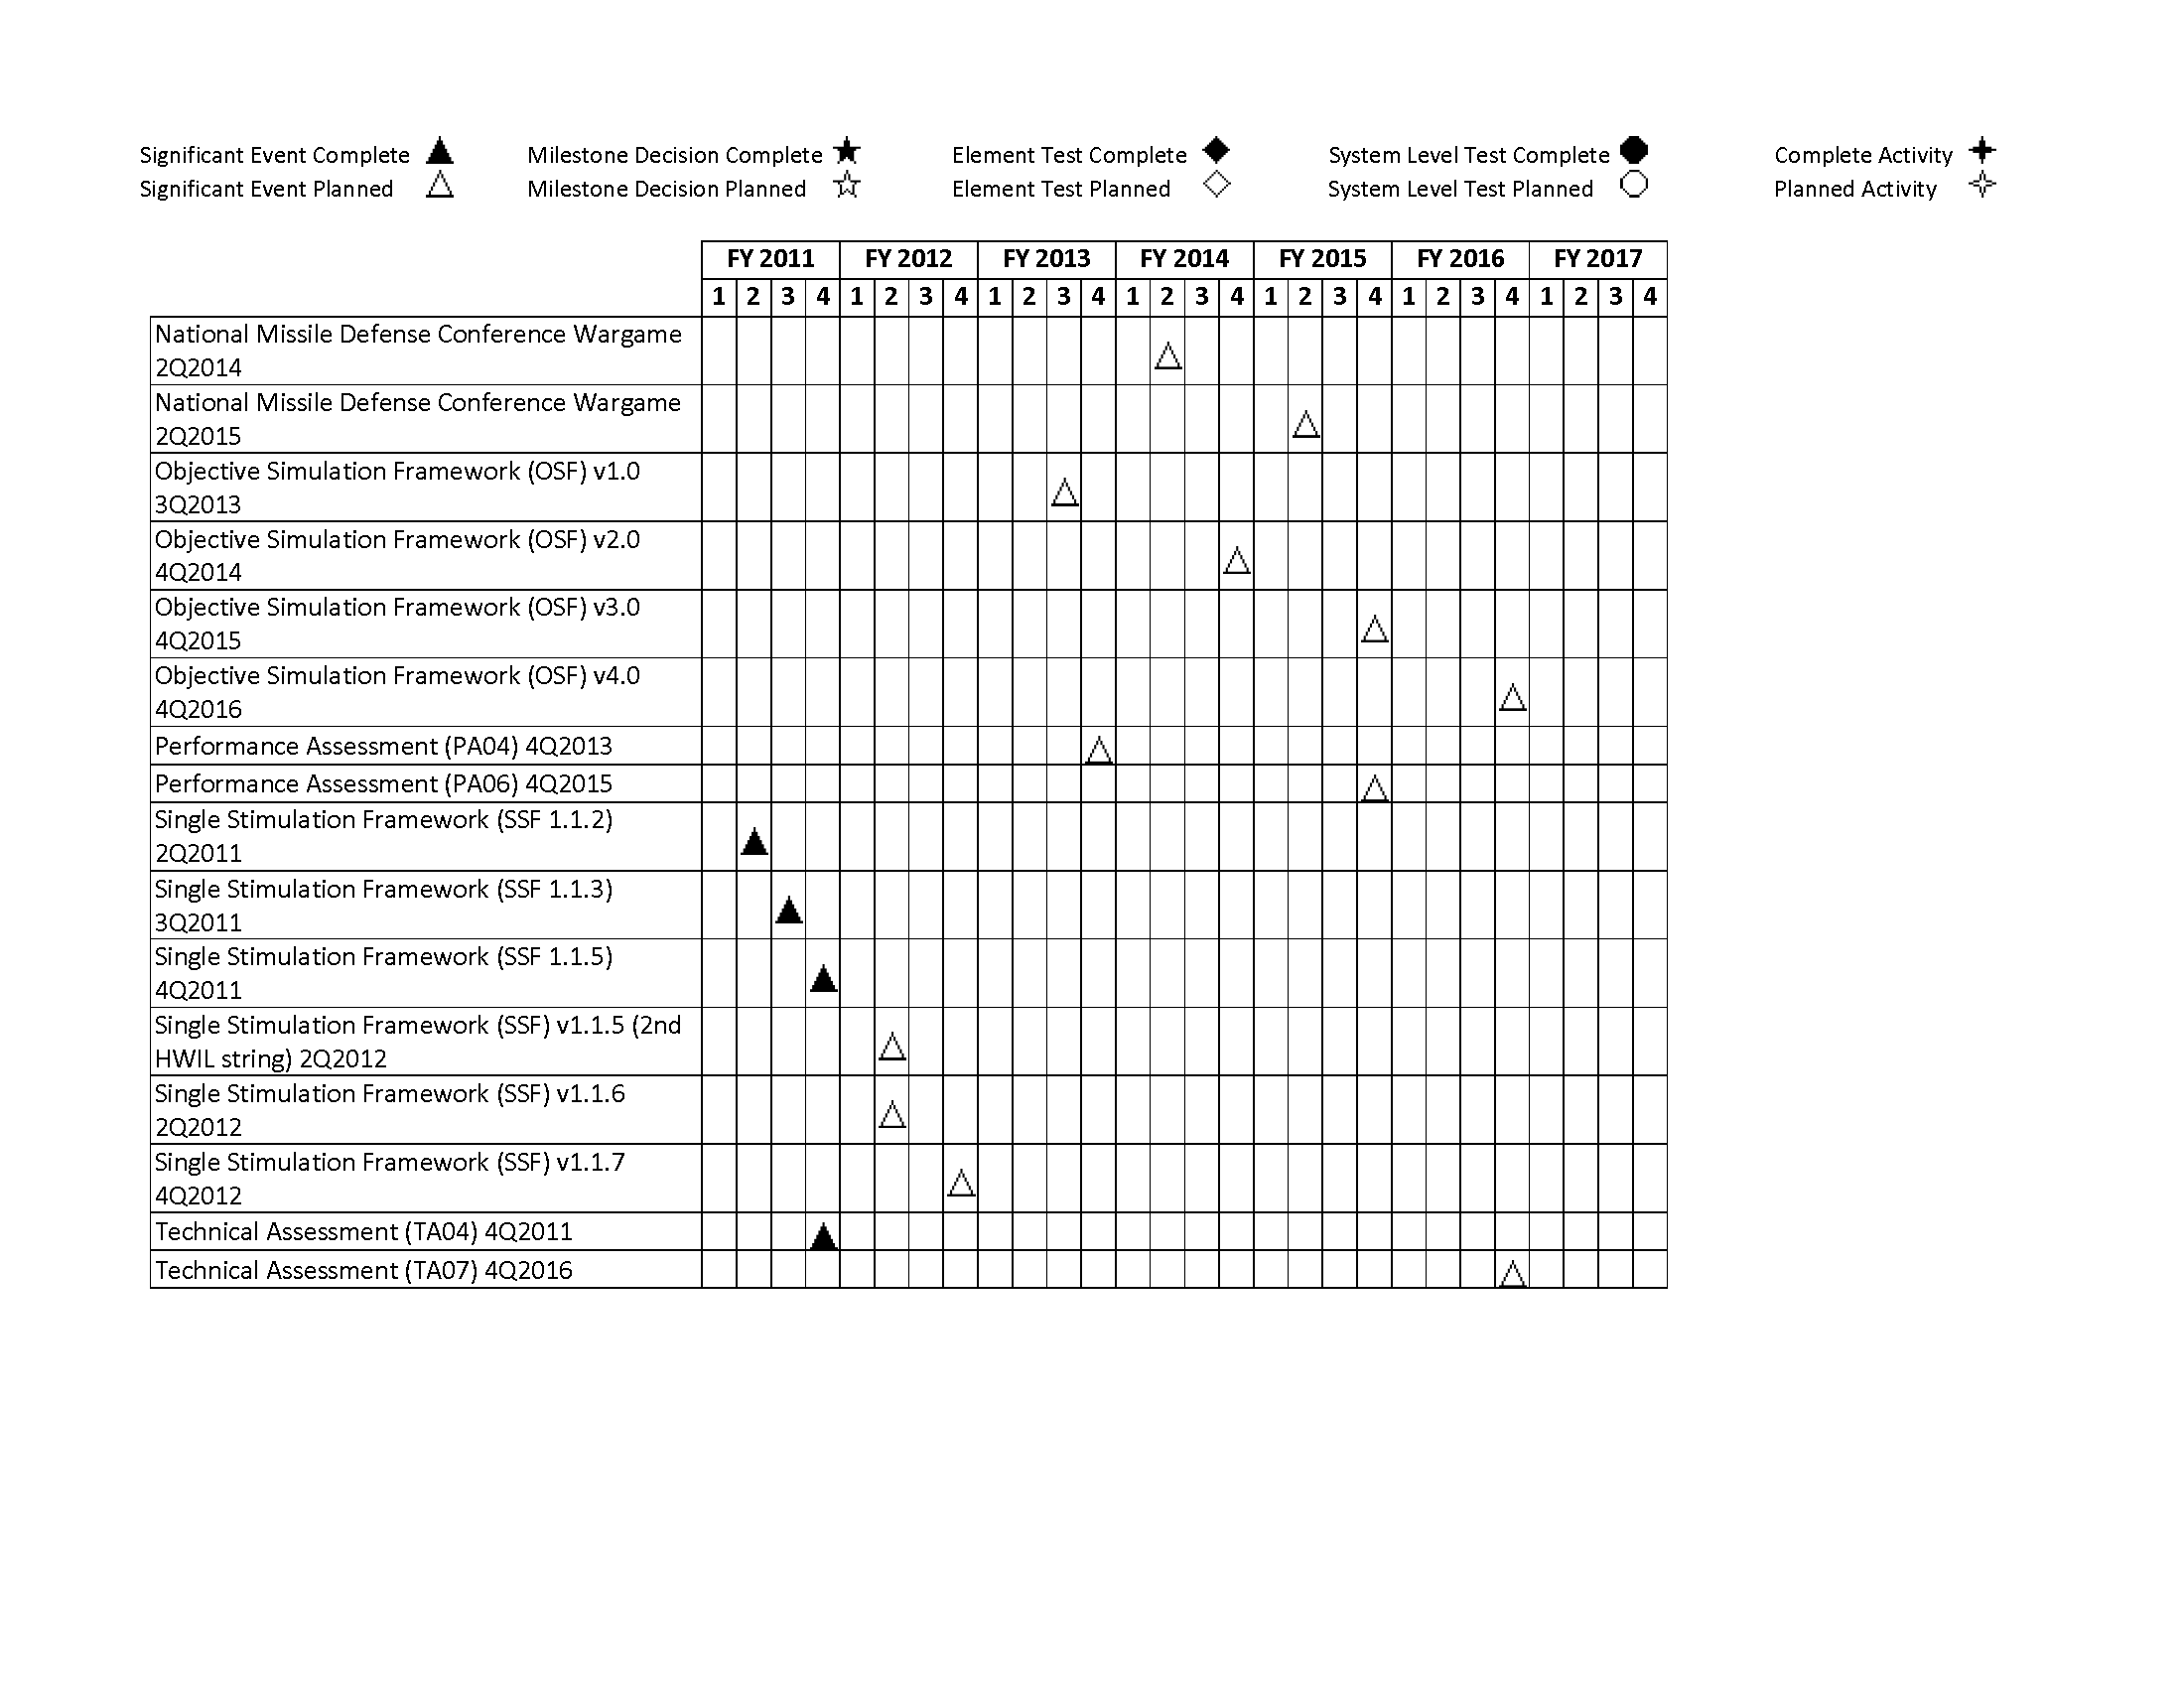 Significant Event Complete Milestone Decision Complete Element Test Complete System Level Test Complete Complete Activity
Significant Event Planned Milestone Decision Planned Element Test Planned System Level Test Planned Planned Activity
FY 2011 FY 2012 FY 2013 FY 2014 FY 2015 FY 2016 FY 2017
1 2 3 4 1 2 3 4 1 2 3 4 1 2 3 4 1 2 3 4 1 2 3 4 1 2 3 4
National Missile Defense Conference Wargame
2Q2014
National Missile Defense Conference Wargame
2Q2015
Objective Simulation Framework (OSF) v1.0
3Q2013
Objective Simulation Framework (OSF) v2.0
4Q2014
Objective Simulation Framework (OSF) v3.0
4Q2015
Objective Simulation Framework (OSF) v4.0
4Q2016
Performance Assessment (PA04) 4Q2013
Performance Assessment (PA06) 4Q2015
Single Stimulation Framework (SSF 1.1.2)
2Q2011
Single Stimulation Framework (SSF 1.1.3)
3Q2011
Single Stimulation Framework (SSF 1.1.5)
4Q2011
Single Stimulation Framework (SSF) v1.1.5 (2nd
HWIL string) 2Q2012
Single Stimulation Framework (SSF) v1.1.6
2Q2012
Single Stimulation Framework (SSF) v1.1.7
4Q2012
Technical Assessment (TA04) 4Q2011
Technical Assessment (TA07) 4Q2016